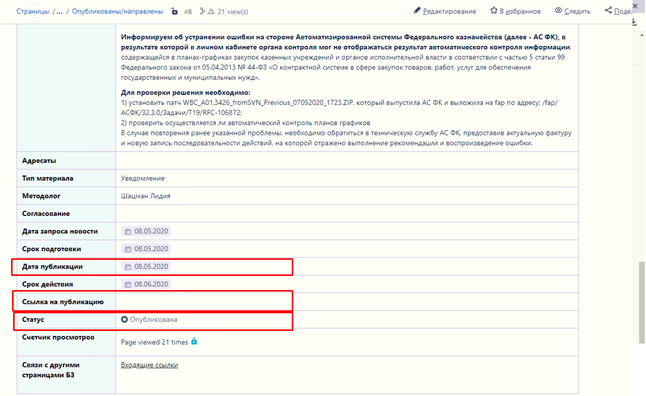 Страницы /... / Опубликованы/направлены 21 view(s) Редактирование В избранное Следить Поде
Информируем об устранении ошибки на стороне Автоматизированной системы Федерального казначейства (далее - АС ФК), в
результате которой в личном кабинете органа контроля мог не отображаться результат автоматического контроля информации,
содержащейся в планах-графиках закупок казенных учреждений и органов исполнительной власти в соответствии с частью 5 статьи 99
Федерального закона от 05.04.2013 № 44-ФЗ «О контрактной системе в сфере закупок товаров, работ, услуг для обеспечения
государственных и муниципальных нужд».
Для проверки решения необходимо:
1) установить патч WBC_A01.3426_fromSVN_Previous_07052020_1723.ZIP, который выпустила АС ФК и выложила на фар по адресу: /fap/
АСФК/32.3.0/Задачи/T19/RFC-106872;
2) проверить осуществляется ли автоматический контроль планов графиков
В случае повторения ранее указанной проблемы, необходимо обратиться в техническую службу АС ФК, предоставив актуальную фактуру
и новую запись последовательности действий, на которой отражено выполнение рекомендации и воспроизведение ошибки.
Адресаты
Тип материала Уведомление
Методолог Шацман Лидия
Согласование
Дата запроса новости 08.05.2020
Срок подготовки 08.05.2020
Дата публикации 08.05.2020
Срок действия 08.06.2020
Ссылка на публикацию
Статус Опубликована
Счетчик просмотров Page viewed 21 times
Связи с другими Входящие ссылки
страницами БЗ